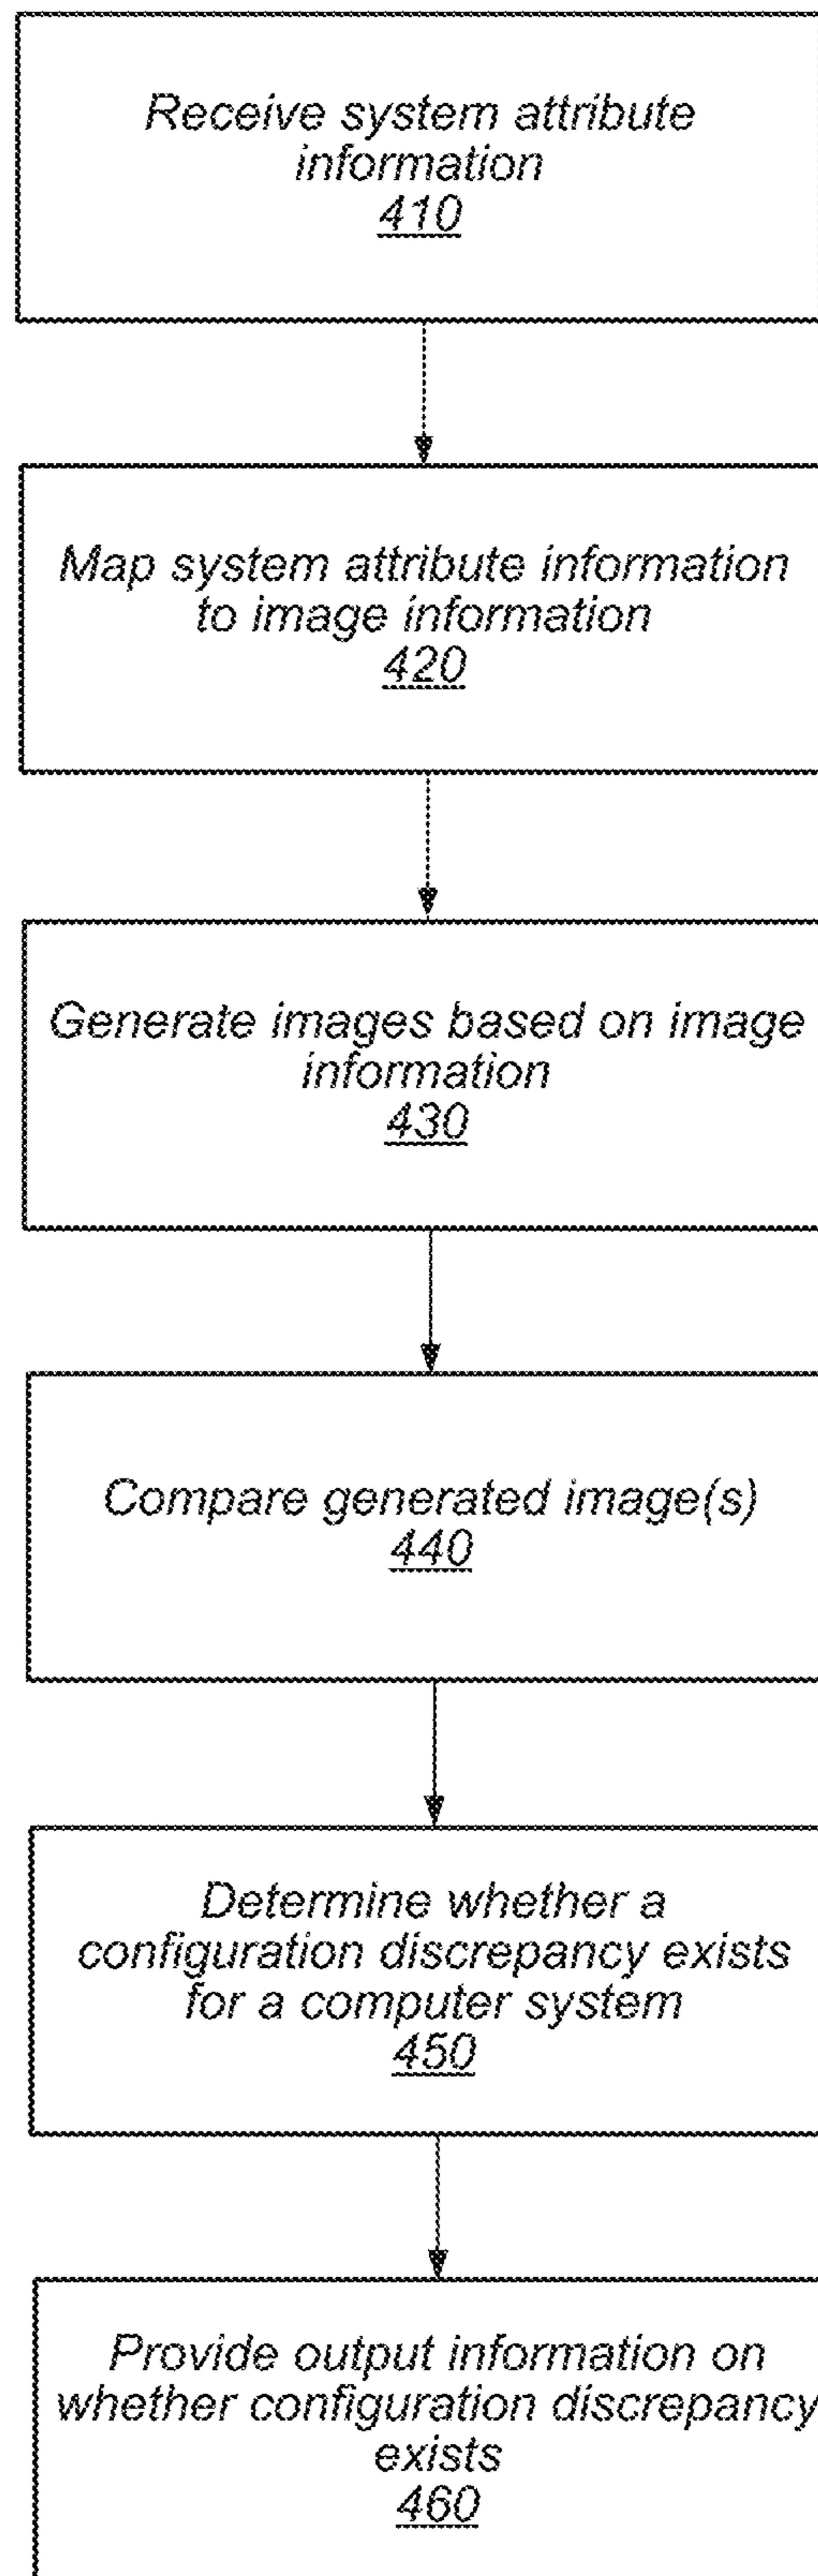 Receive system attribute
information
410
Map system attribute information
to image information
420
Generate images based on image
information
430
Compare generated image(s)
440
Determine whether a
configuration discrepancy exists
for a computer system
450
Provide output information on
whether configuration discrepancy
exists
460